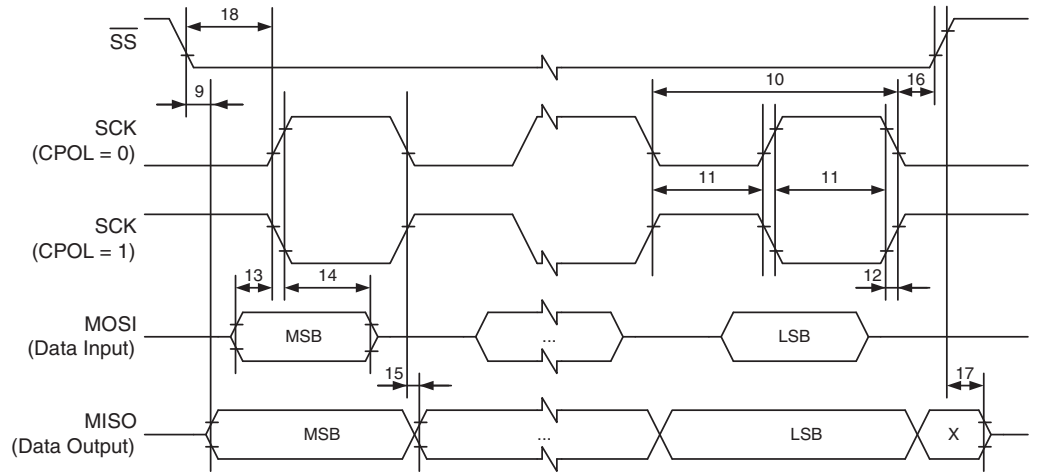 18
SS
9
10
16
SCK
(CPOL = 0)
11
11
SCK
(CPOL = 1)
13
14
12
MOSI
(Data Input)
MSB
...
LSB
15
17
MISO
(Data Output)
MSB
...
LSB
X